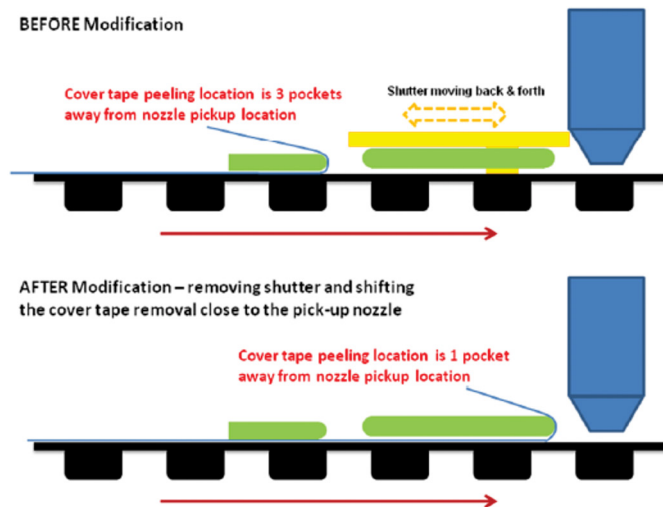 BEFORE Modification
Cover tape peeling location is 3 pockets
away from nozzle pickup location
Shutter moving back & forth
AFTER Modification – removing shutter and shifting
the cover tape removal close to the pick-up nozzle
Cover tape peeling location is 1 pocket
away from nozzle pickup location